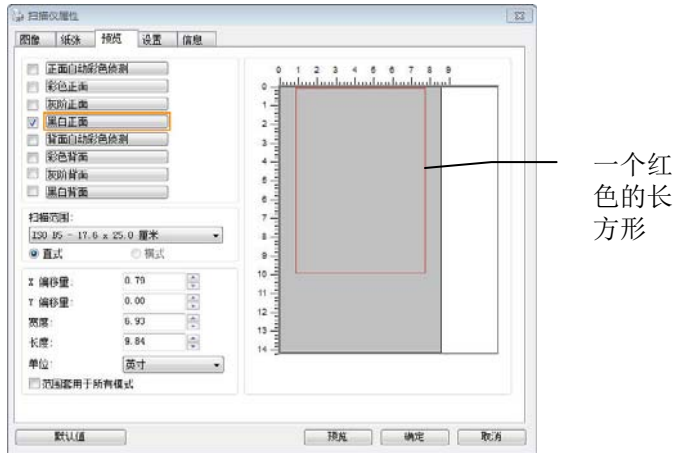 扫描仪属性
图像 纸张 预览 设置 信息
正面自动彩色侦测
彩色正面
灰阶正面
黑白正面
背面自动彩色侦测
彩色背面
灰阶背面
黑白背面
扫描范围:
ISO B5 - 17.6 x 25.0 厘米
直式 横式
X 偏移量: 0.79
Y 偏移量: 0.00
宽度: 6.93
长度: 9.84
单位: 英寸
范围套用于所有模式
0 1 2 3 4 5 6 7 8 9
0
1
2
3
4
5
6
7
8
9
10
11
12
13
14
一个红
色的长
方形
默认值 预览 确定 取消